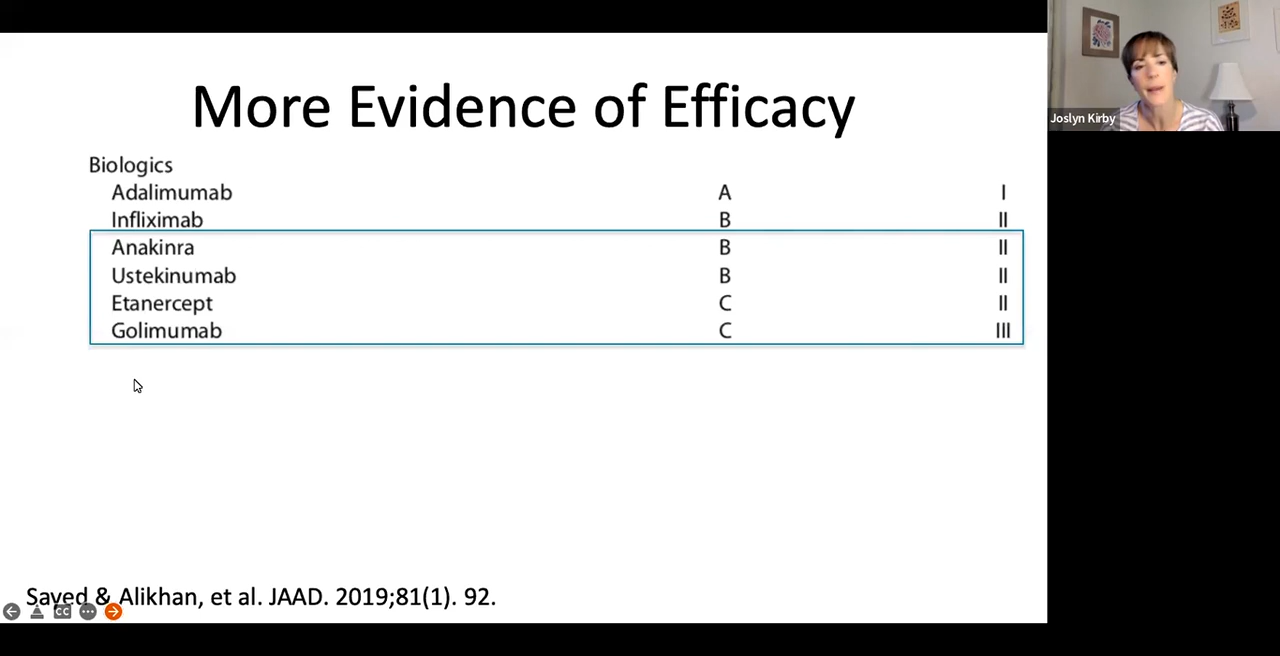 More Evidence of Efficacy
Biologics
Adalimumab A I
Infliximab B II
Anakinra B II
Ustekinumab B II
Etanercept C II
Golimumab C III
Sayed & Alikhan, et al. JAAD. 2019;81(1). 92.
CC
Joslyn Kirby